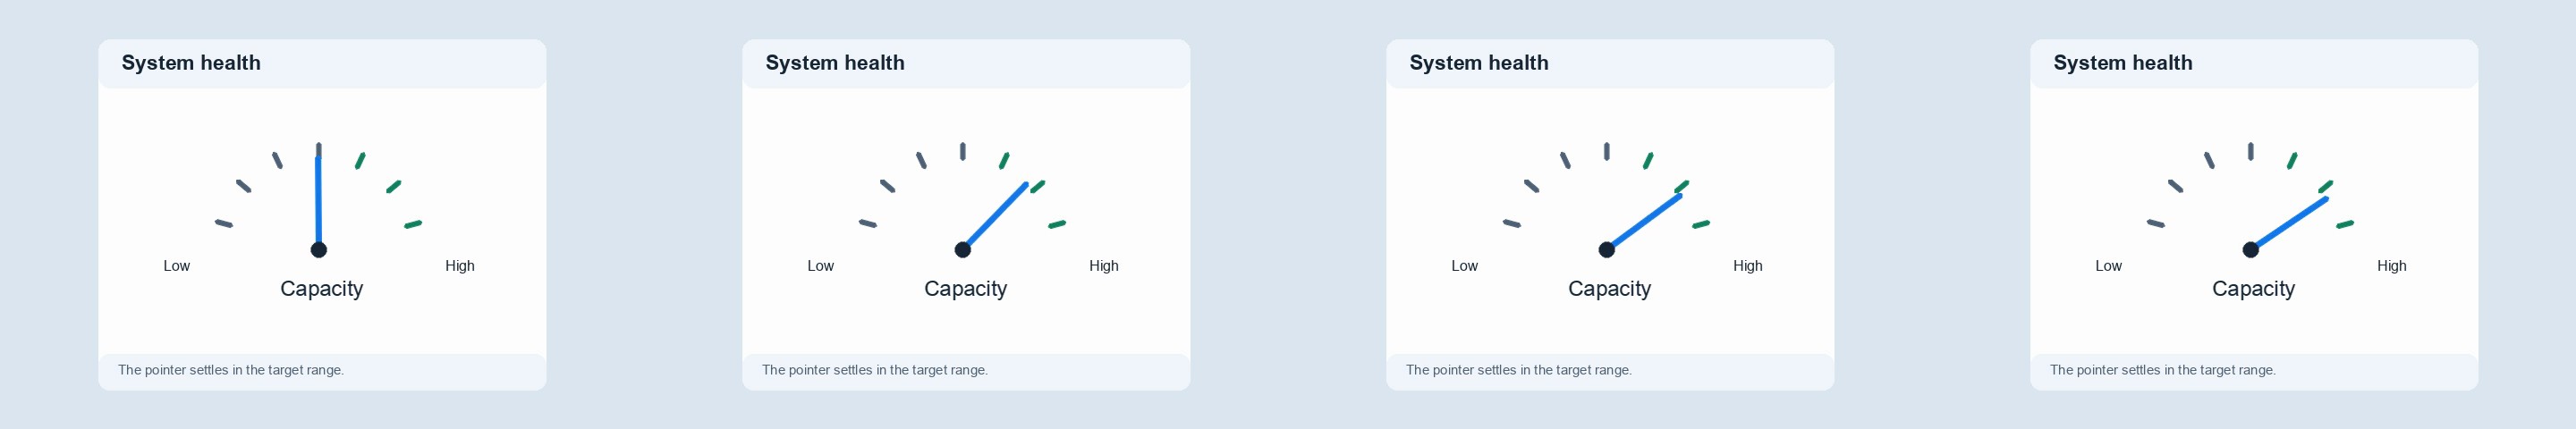 System health
Low
High
Capacity
The pointer settles in the target range.
System health
Low
High
Capacity
The pointer settles in the target range.
System health
Low
High
Capacity
The pointer settles in the target range.
System health
Low
High
Capacity
The pointer settles in the target range.